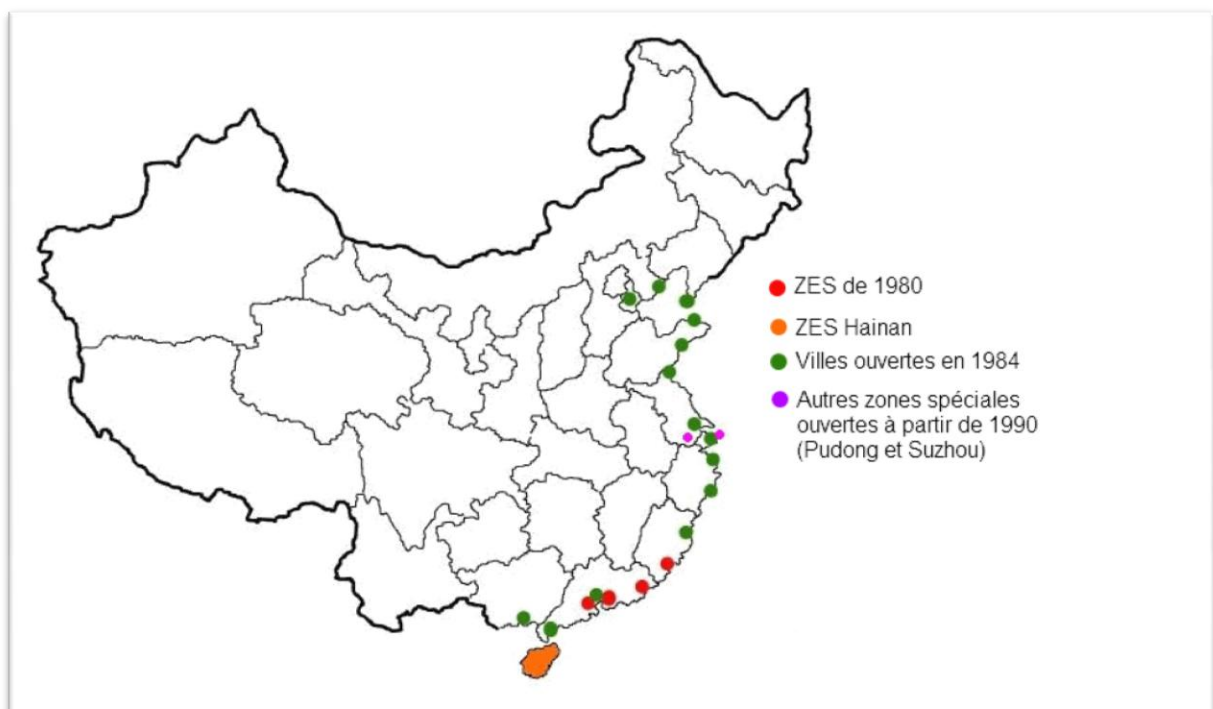 ZES de 1980
ZES Hainan
Villes ouvertes en 1984
Autres zones spéciales
ouvertes à partir de 1990
(Pudong et Suzhou)